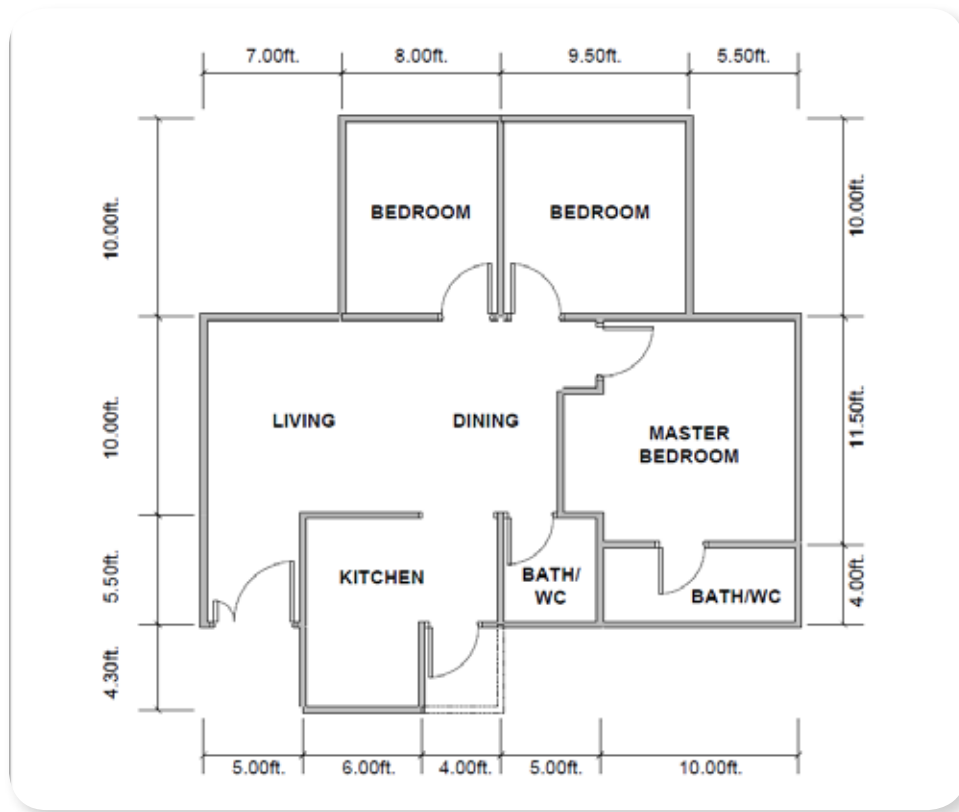 7.00ft.
8.00ft.
9.50ft.
5.50ft.
10.00ft.
BEDROOM
BEDROOM
10.00ft.
10.00ft.
LIVING
DINING
MASTER
BEDROOM
11.50ft.
5.50ft.
KITCHEN
BATH/
WC
BATH/WC
4.00ft.
4.30ft.
5.00ft.
6.00ft.
4.00ft.
5.00ft.
10.00ft.